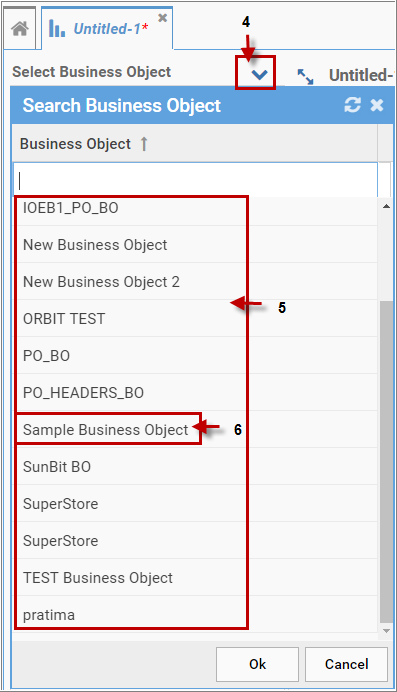 Untitled-1*
4
Select Business Object
Untitled-
Search Business Object
Business Object
IOEB1_PO_BO
New Business Object
New Business Object 2
5
ORBIT TEST
PO_BO
PO_HEADERS_BO
Sample Business Object
6
SunBit BO
SuperStore
SuperStore
TEST Business Object
pratima
Ok
Cancel